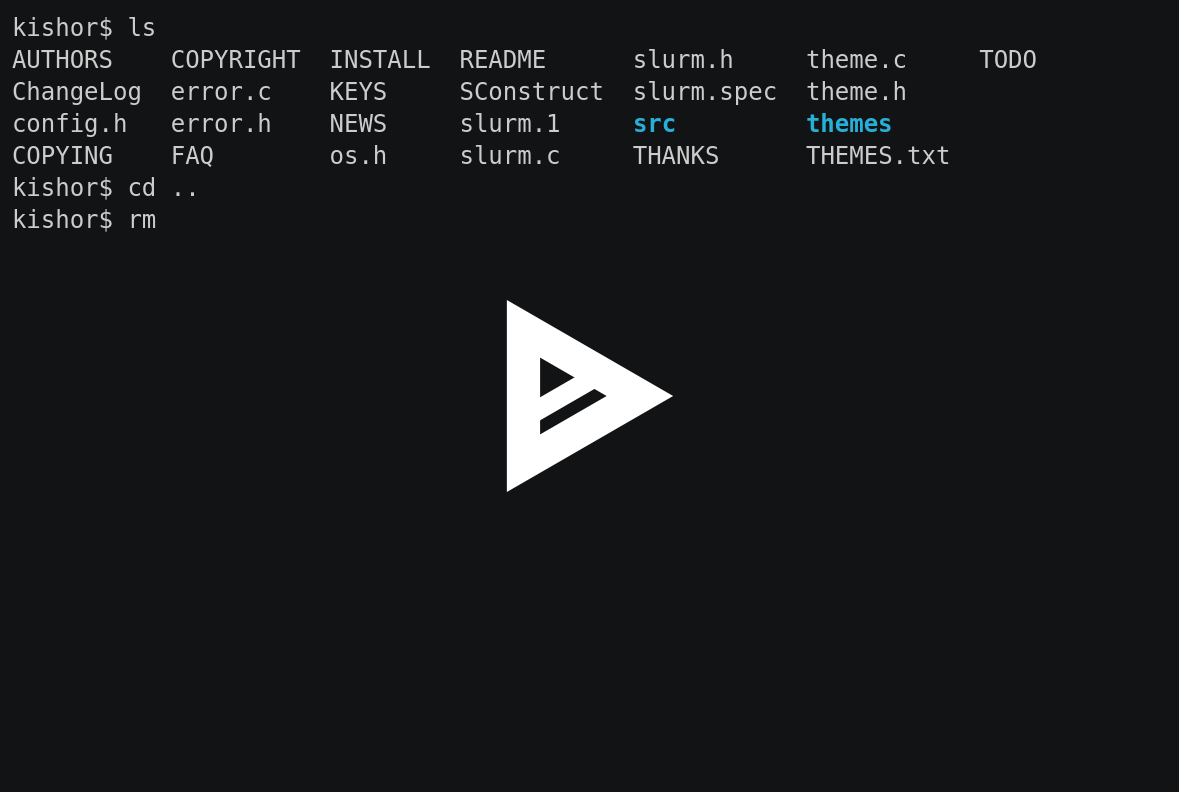 kishor$ ls
AUTHORS COPYRIGHT INSTALL README slurm.h theme.c TODO
ChangeLog error.c KEYS SConstruct slurm.spec theme.h
config.h error.h NEWS slurm.1 src themes
COPYING FAQ os.h slurm.c THANKS THEMES.txt
kishor$ cd ..
kishor$ rm